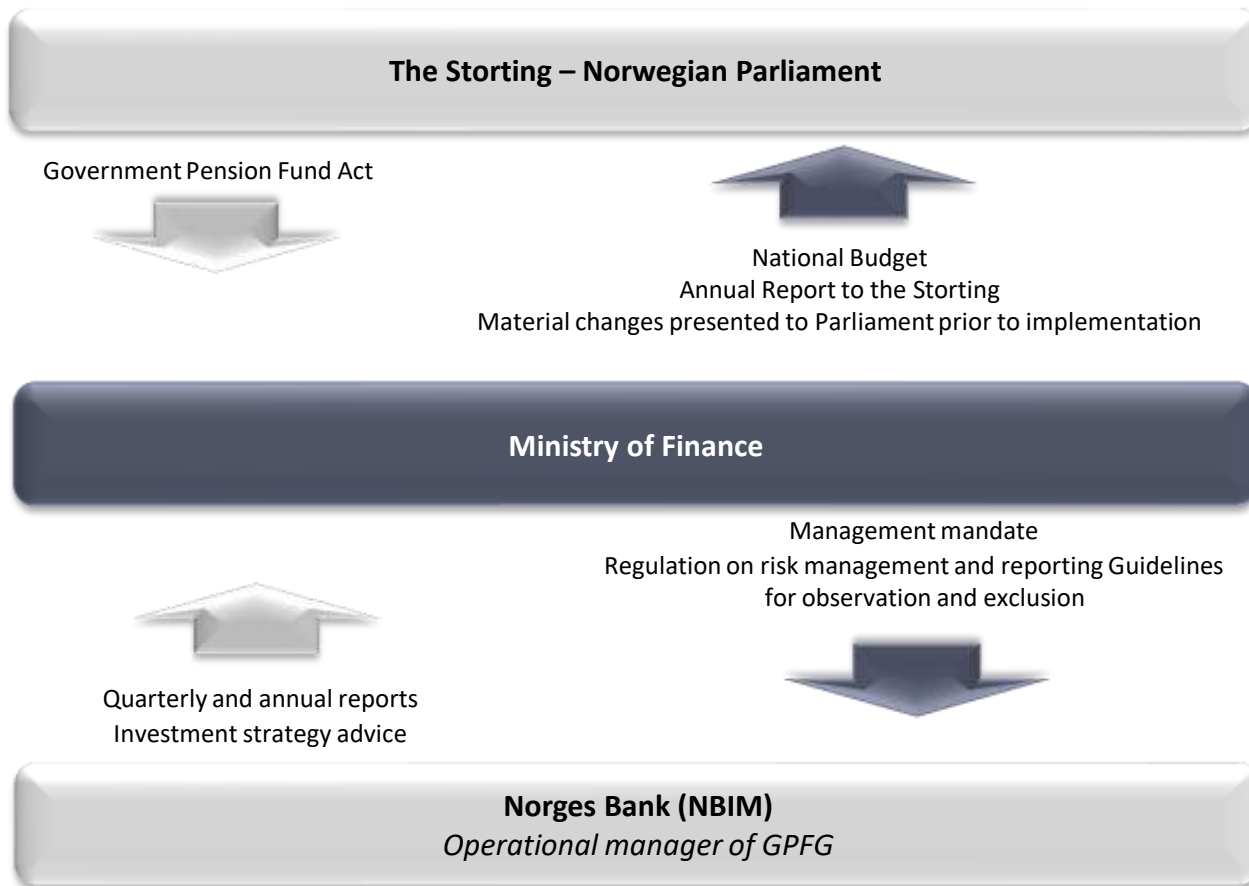 The Storting – Norwegian Parliament
Government Pension Fund Act
National Budget
Annual Report to the Storting
Material changes presented to Parliament prior to implementation
Ministry of Finance
Management mandate
Regulation on risk management and reporting Guidelines
for observation and exclusion
Quarterly and annual reports
Investment strategy advice
Norges Bank (NBIM)
Operational manager of GPFG